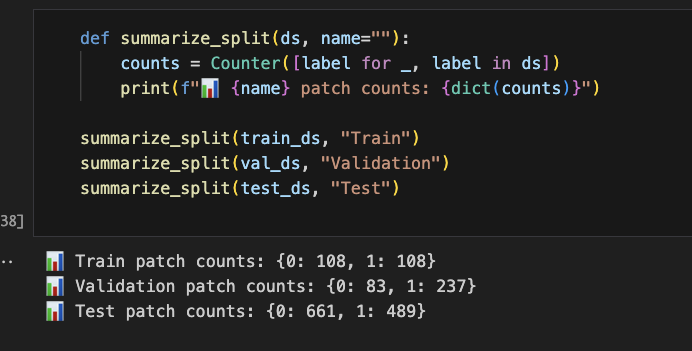 def summarize_split(ds, name=""):
    counts = Counter([label for _, label in ds])
    print(f"📊 {name} patch counts: {dict(counts)}")
summarize_split(train_ds, "Train")
summarize_split(val_ds, "Validation")
summarize_split(test_ds, "Test")
38]
📊 Train patch counts: {0: 108, 1: 108}
📊 Validation patch counts: {0: 83, 1: 237}
📊 Test patch counts: {0: 661, 1: 489}